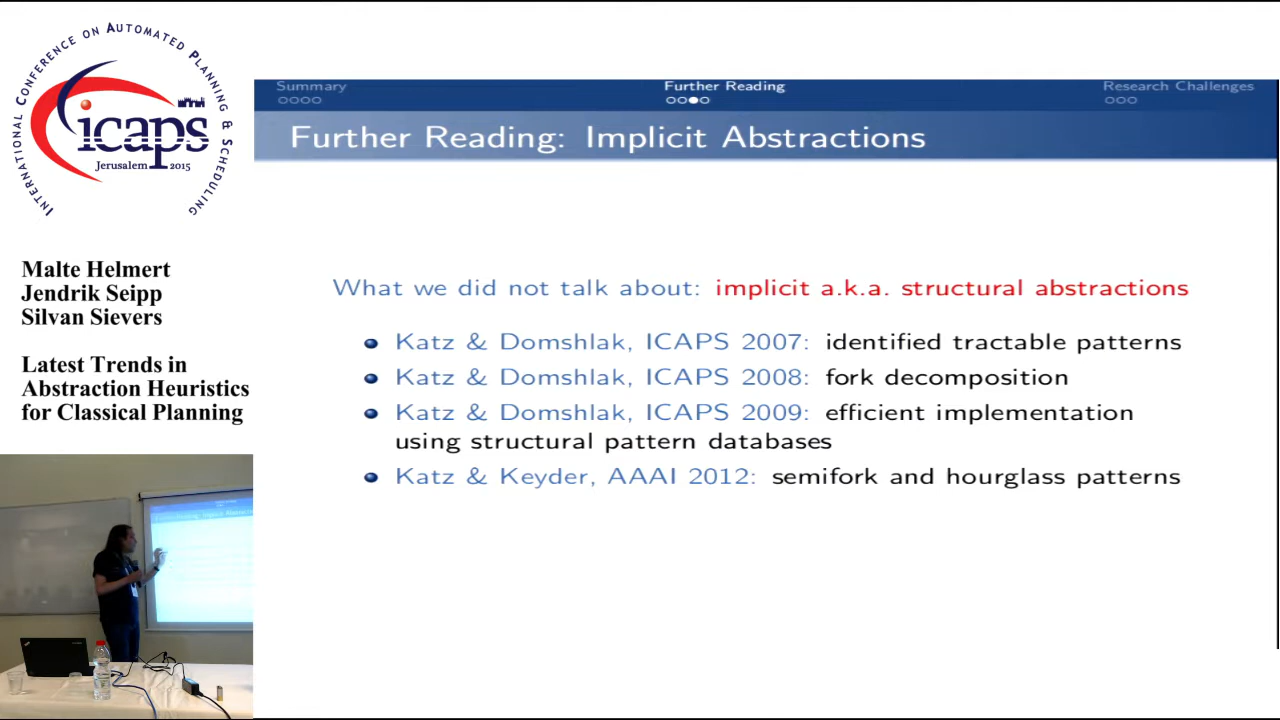 INTERNATIONAL CONFERENCE ON AUTOMATED PLANNING & SCHEDULING
icaps
Jerusalem 2015
Malte Helmert
Jendrik Seipp
Silvan Sievers
Latest Trends in
Abstraction Heuristics
for Classical Planning
Summary
Further Reading
Research Challenges
Further Reading: Implicit Abstractions
What we did not talk about: implicit a.k.a. structural abstractions
Katz & Domshlak, ICAPS 2007: identified tractable patterns
Katz & Domshlak, ICAPS 2008: fork decomposition
Katz & Domshlak, ICAPS 2009: efficient implementation
using structural pattern databases
Katz & Keyder, AAAI 2012: semifork and hourglass patterns